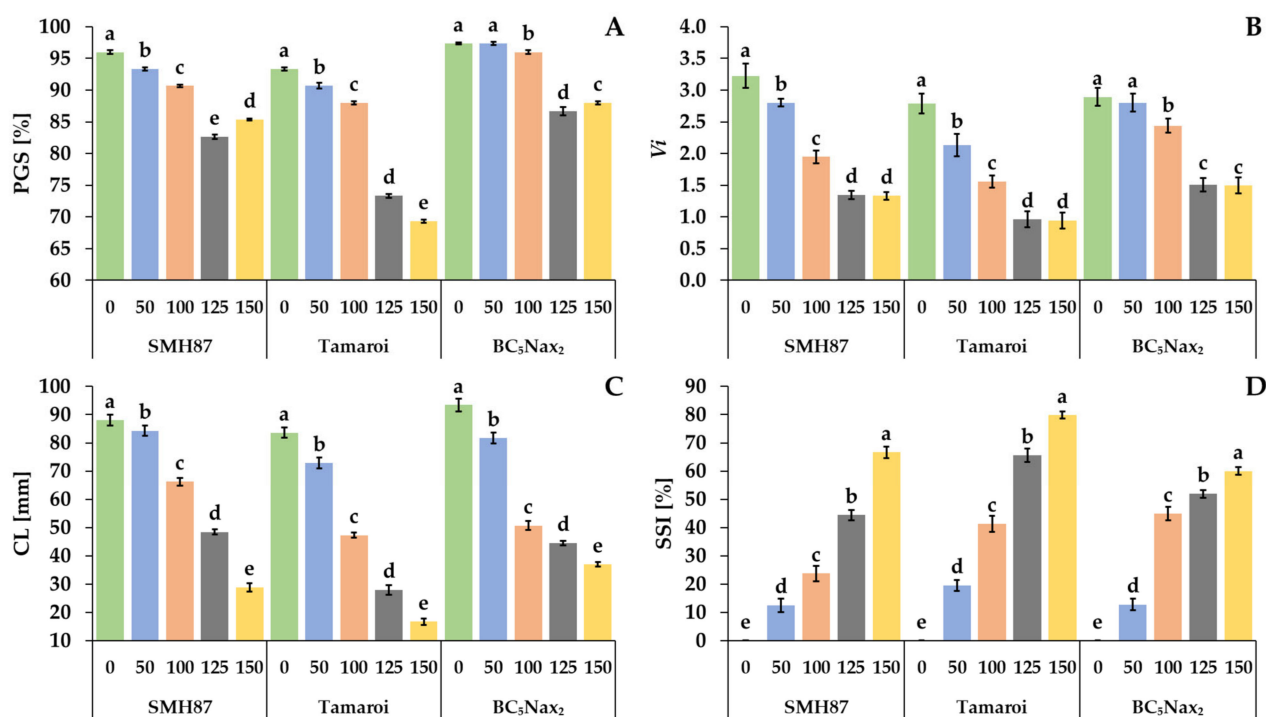 A
PGS [%]
100
95
90
85
80
75
70
65
60
a b c e d a b c d e a a b d c
0 50 100 125 150 0 50 100 125 150 0 50 100 125 150
SMH87 Tamaroi BC₅Nax₂
B
Vi
4.0
3.5
3.0
2.5
2.0
1.5
1.0
0.5
0.0
a b c d d a b c d d a a b c c
0 50 100 125 150 0 50 100 125 150 0 50 100 125 150
SMH87 Tamaroi BC₅Nax₂
C
CL [mm]
100
90
80
70
60
50
40
30
20
10
a b c d e a b c d e a b c d e
0 50 100 125 150 0 50 100 125 150 0 50 100 125 150
SMH87 Tamaroi BC₅Nax₂
D
SSI [%]
90
80
70
60
50
40
30
20
10
0
e d c b a e d c b a e d c b a
0 50 100 125 150 0 50 100 125 150 0 50 100 125 150
SMH87 Tamaroi BC₅Nax₂